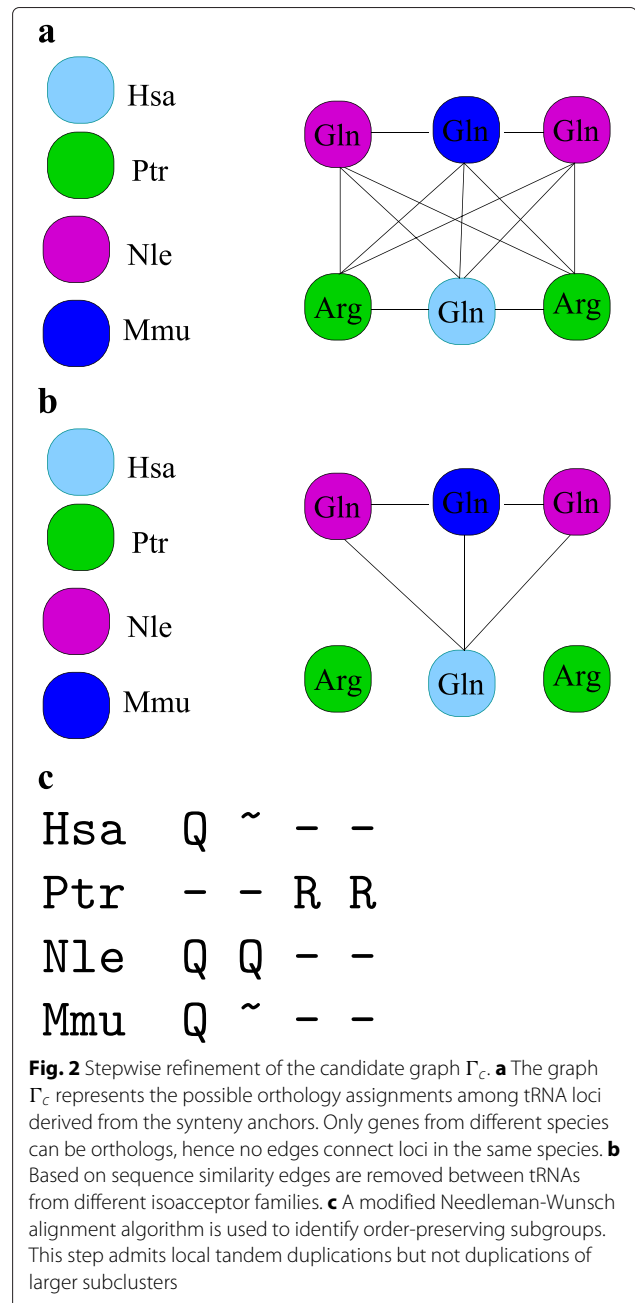 a
Hsa
Ptr
Nle
Mmu
Gln Gln Gln
Arg Gln Arg
b
Hsa
Ptr
Nle
Mmu
Gln Gln Gln
Arg Gln Arg
c
Hsa Q ~ - -
Ptr - - R R
Nle Q Q - -
Mmu Q ~ - -
Fig. 2 Stepwise refinement of the candidate graph Γc. a The graph
Γc represents the possible orthology assignments among tRNA loci
derived from the synteny anchors. Only genes from different species
can be orthologs, hence no edges connect loci in the same species. b
Based on sequence similarity edges are removed between tRNAs
from different isoacceptor families. c A modified Needleman-Wunsch
alignment algorithm is used to identify order-preserving subgroups.
This step admits local tandem duplications but not duplications of
larger subclusters